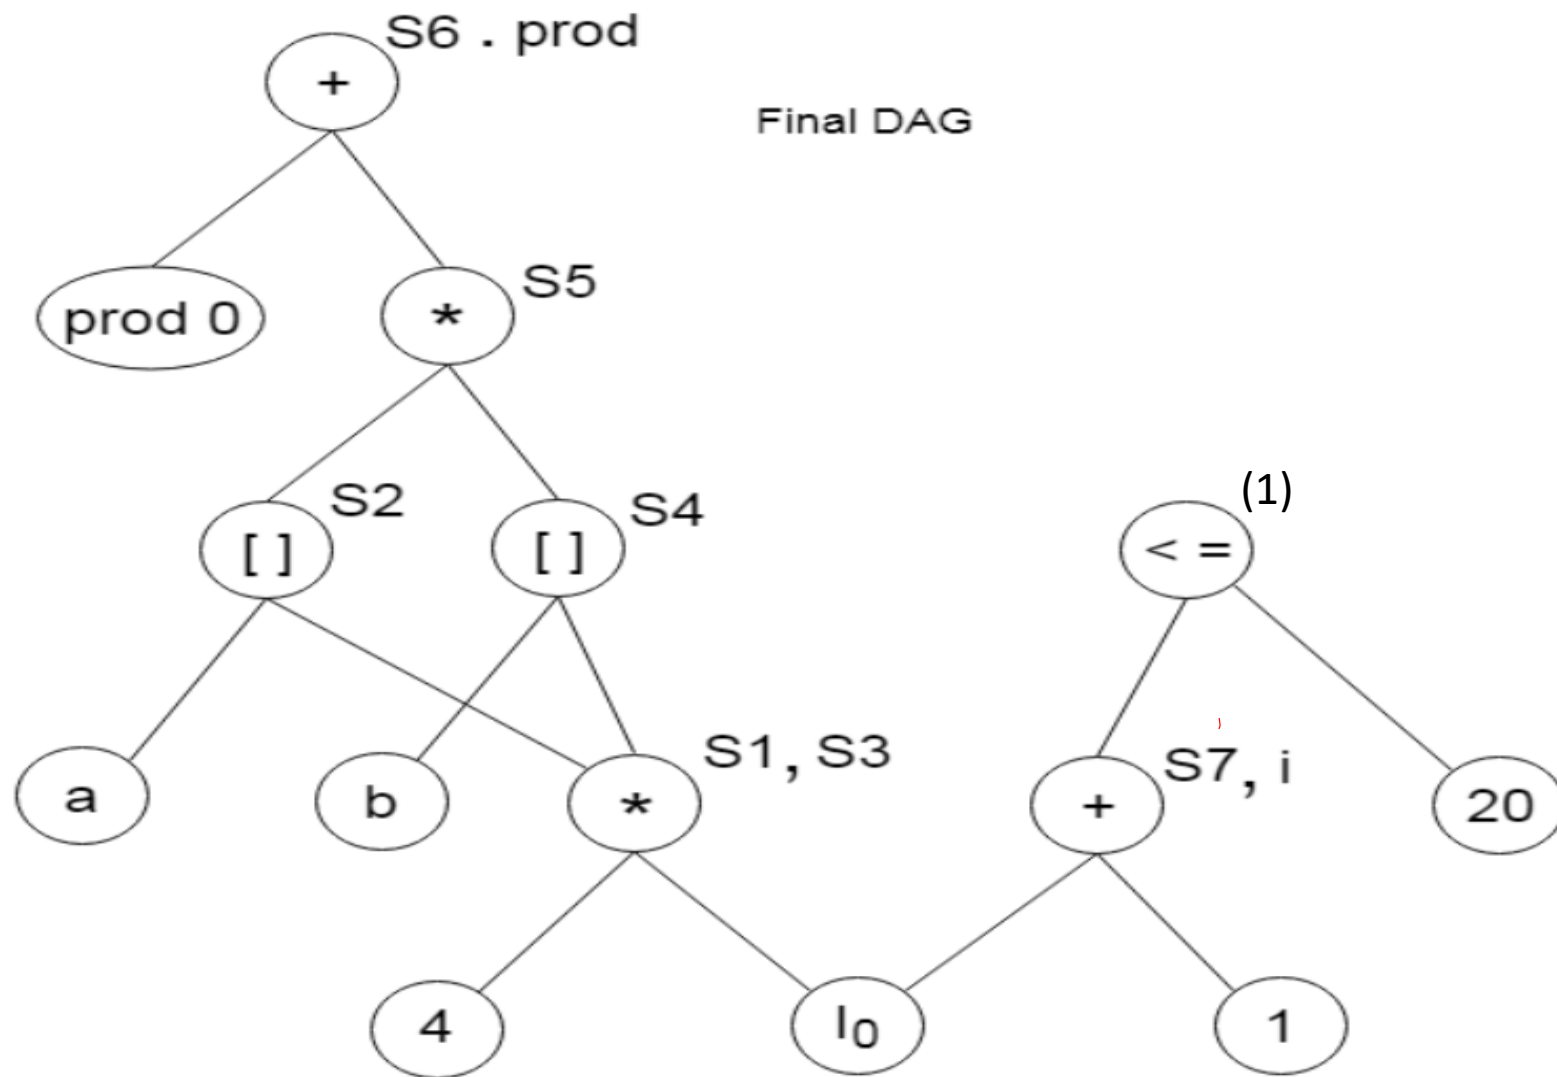 S6 . prod
+
Final DAG
prod 0
*
S5
[ ]
S2
[ ]
S4
< =
(1)
a
b
*
S1, S3
+
S7, i
20
4
I0
1